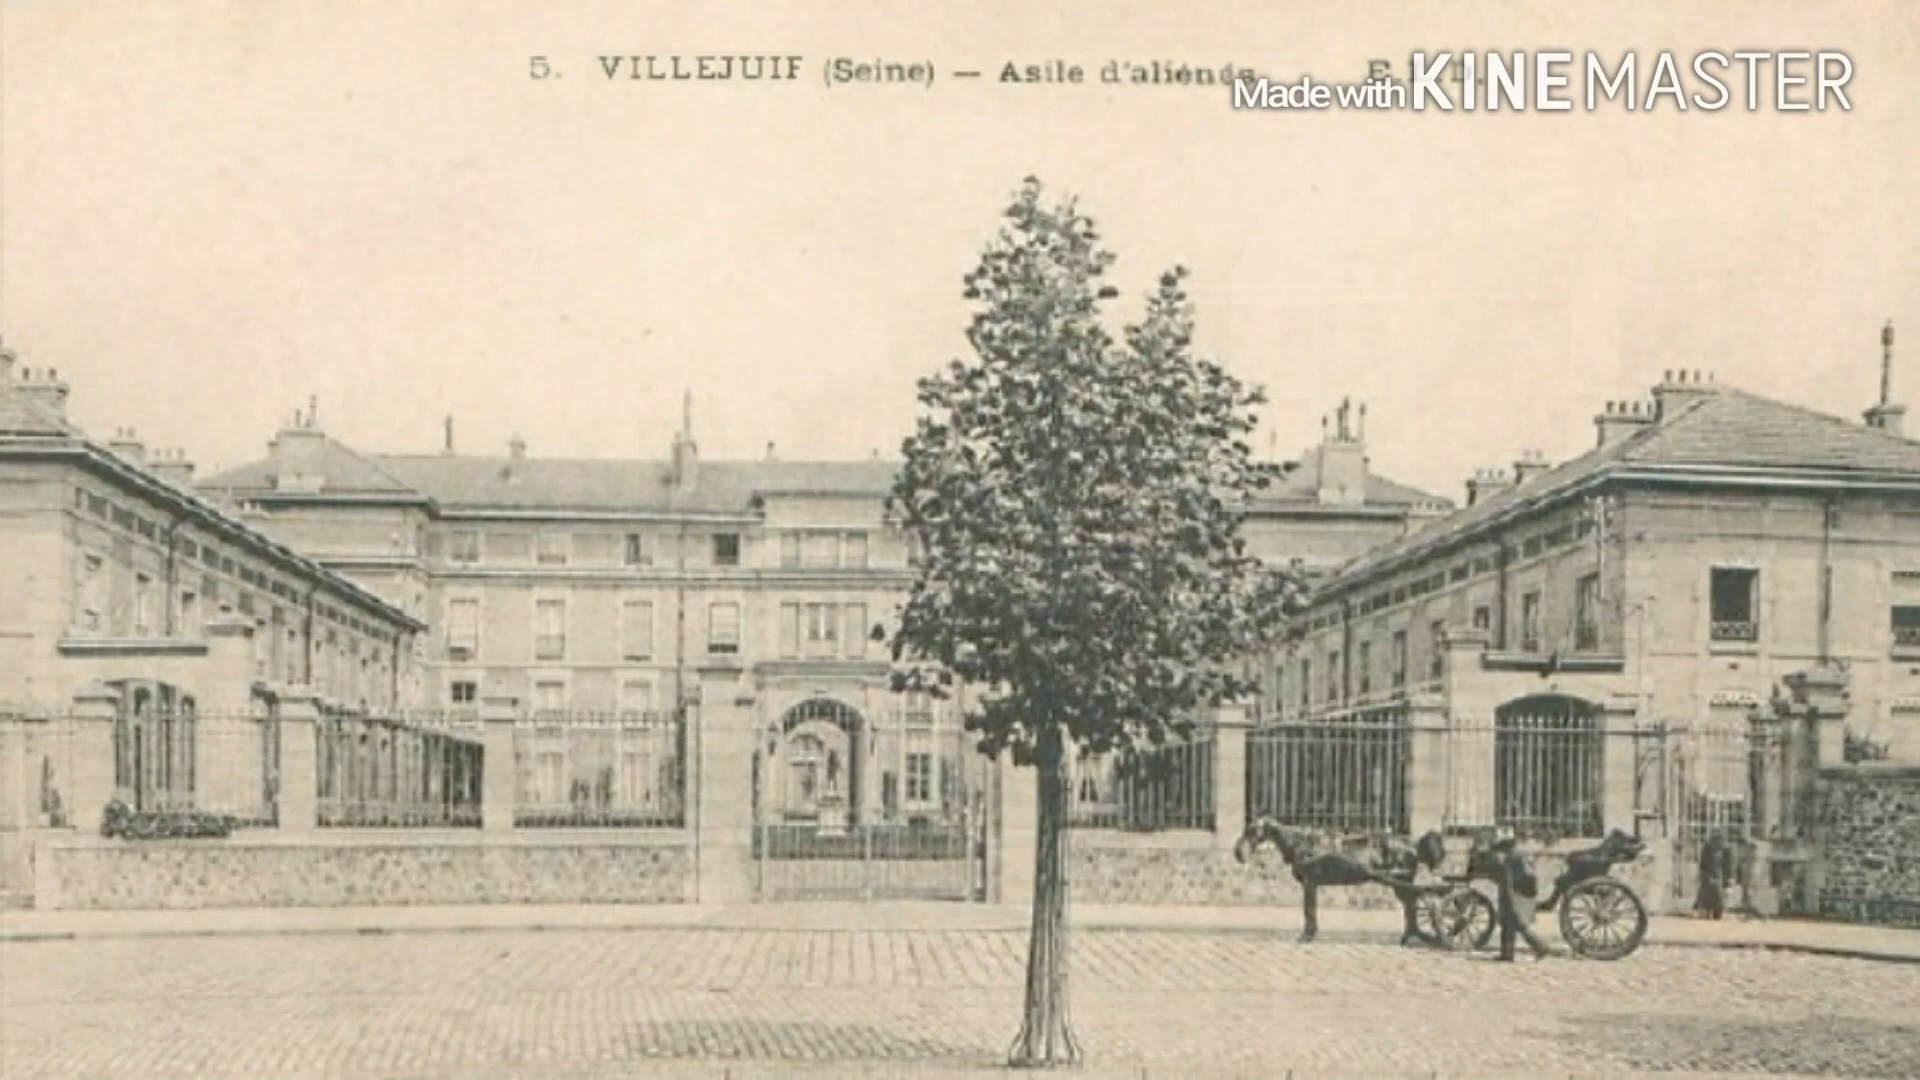 5. VILLEJUIF (Seine) — Asile d'aliénés
Made with KINEMASTER